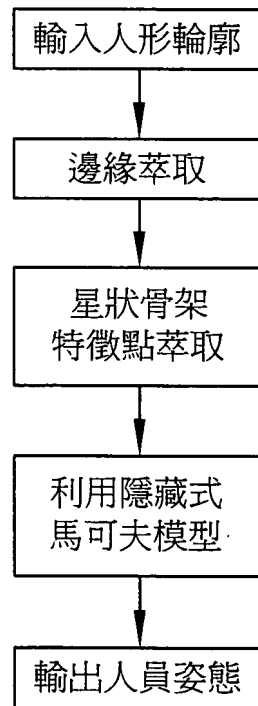 輸入人形輪廓
邊緣萃取
星狀骨架
特徵點萃取
利用隱藏式
馬可夫模型
輸出人員姿態